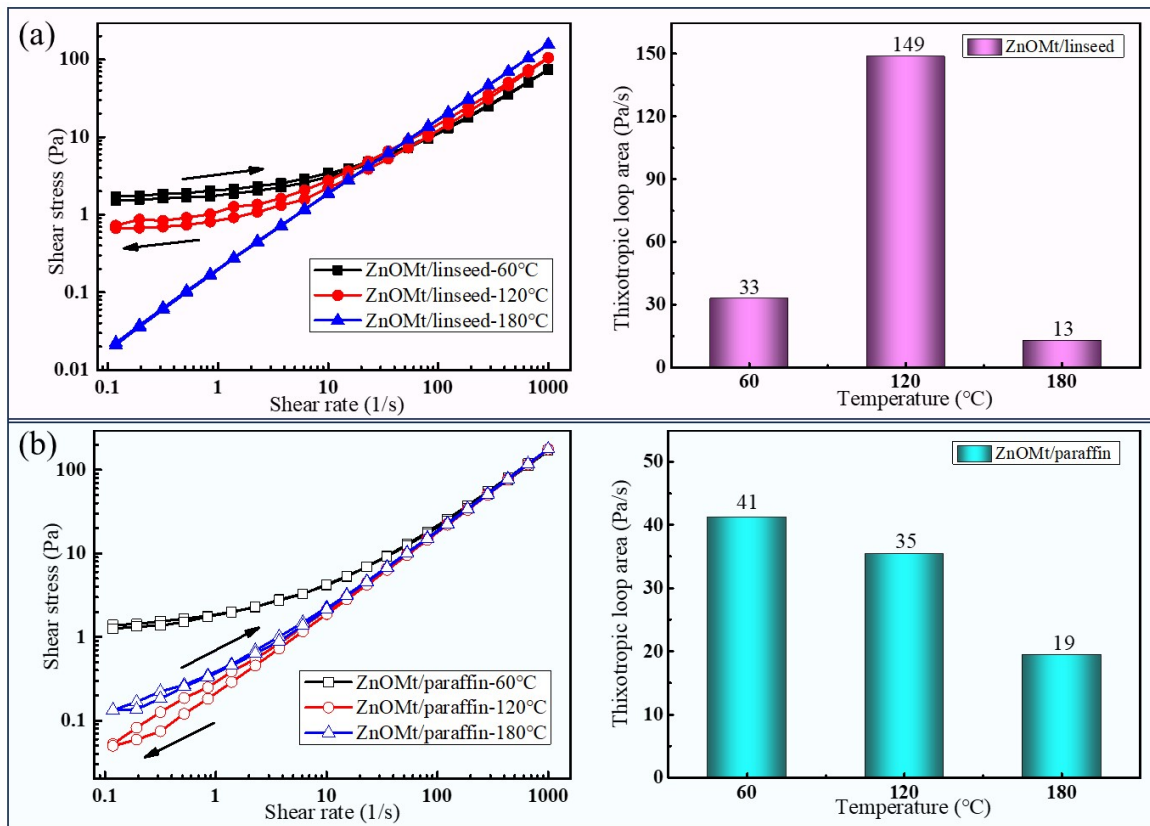 (a)
Shear stress (Pa)
100
10
1
0.1
0.01
0.1 1 10 100 1000
Shear rate (1/s)
ZnOMt/linseed-60°C
ZnOMt/linseed-120°C
ZnOMt/linseed-180°C
Thixotropic loop area (Pa/s)
150
120
90
60
30
0
33
149
13
60 120 180
Temperature (°C)
ZnOMt/linseed
(b)
Shear stress (Pa)
100
10
1
0.1
0.1 1 10 100 1000
Shear rate (1/s)
ZnOMt/paraffin-60°C
ZnOMt/paraffin-120°C
ZnOMt/paraffin-180°C
Thixotropic loop area (Pa/s)
50
40
30
20
10
0
41
35
19
60 120 180
Temperature (°C)
ZnOMt/paraffin